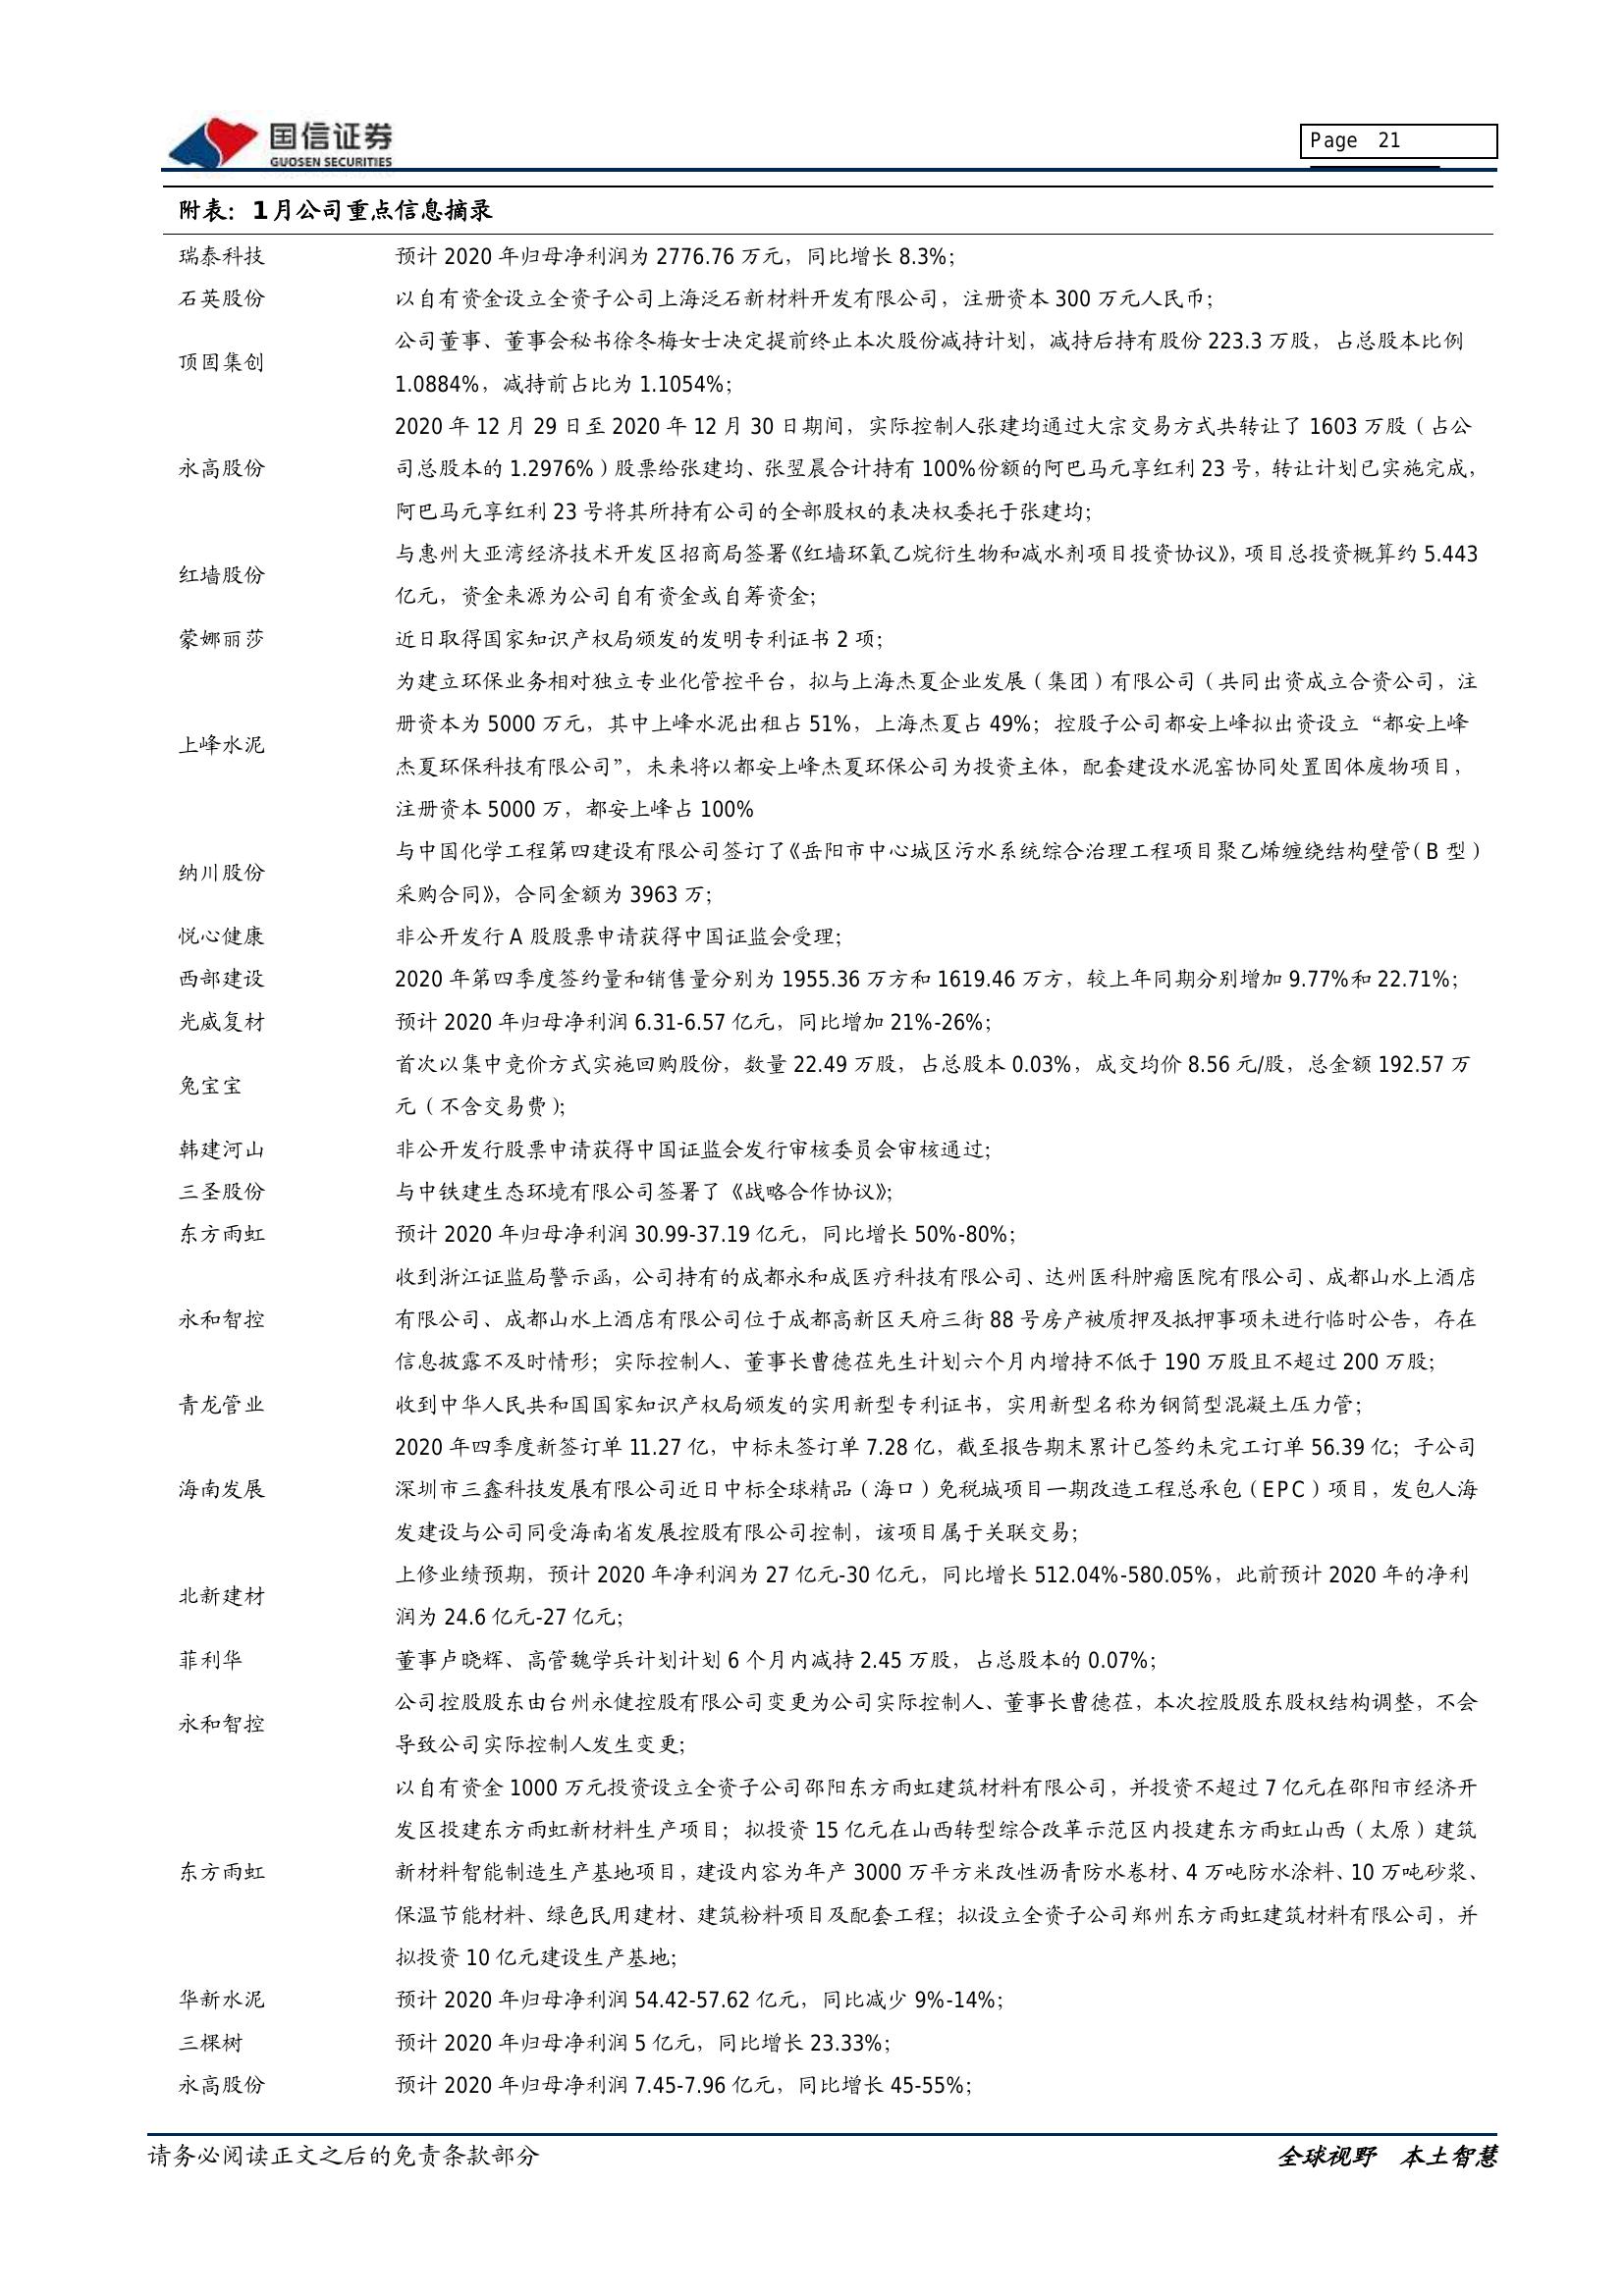 国信证券
GUOSEN SECURITIES
Page 21
附表：1 月公司重点信息摘录
瑞泰科技 预计 2020 年归母净利润为 2776.76 万元，同比增长 8.3%；
石英股份 以自有资金设立全资子公司上海泛石新材料开发有限公司，注册资本 300 万元人民币；
顶固集创 公司董事、董事会秘书徐冬梅女士决定提前终止本次股份减持计划，减持后持有股份 223.3 万股，占总股本比例
1.0884%，减持前占比为 1.1054%；
2020 年 12 月 29 日至 2020 年 12 月 30 日期间，实际控制人张建均通过大宗交易方式共转让了 1603 万股（占公
永高股份 司总股本的 1.2976%）股票给张建均、张翌晨合计持有 100%份额的阿巴马元享红利 23 号，转让计划已实施完成，
阿巴马元享红利 23 号将其所持有公司的全部股权的表决权委托于张建均；
红墙股份 与惠州大亚湾经济技术开发区招商局签署《红墙环氧乙烷衍生物和减水剂项目投资协议》，项目总投资概算约 5.443
亿元，资金来源为公司自有资金或自筹资金；
蒙娜丽莎 近日取得国家知识产权局颁发的发明专利证书 2 项；
为建立环保业务相对独立专业化管控平台，拟与上海杰夏企业发展（集团）有限公司（共同出资成立合资公司，注
上峰水泥 册资本为 5000 万元，其中上峰水泥出租占 51%，上海杰夏占 49%；控股子公司都安上峰拟出资设立“都安上峰
杰夏环保科技有限公司”，未来将以都安上峰杰夏环保公司为投资主体，配套建设水泥窑协同处置固体废物项目，
注册资本 5000 万，都安上峰占 100%
纳川股份 与中国化学工程第四建设有限公司签订了《岳阳市中心城区污水系统综合治理工程项目聚乙烯缠绕结构壁管（B 型）
采购合同》，合同金额为 3963 万；
悦心健康 非公开发行 A 股股票申请获得中国证监会受理；
西部建设 2020 年第四季度签约量和销售量分别为 1955.36 万方和 1619.46 万方，较上年同期分别增加 9.77%和 22.71%；
光威复材 预计 2020 年归母净利润 6.31-6.57 亿元，同比增加 21%-26%；
兔宝宝 首次以集中竞价方式实施回购股份，数量 22.49 万股，占总股本 0.03%，成交均价 8.56 元/股，总金额 192.57 万
元（不含交易费）；
韩建河山 非公开发行股票申请获得中国证监会发行审核委员会审核通过；
三圣股份 与中铁建生态环境有限公司签署了《战略合作协议》；
东方雨虹 预计 2020 年归母净利润 30.99-37.19 亿元，同比增长 50%-80%；
收到浙江证监局警示函，公司持有的成都永和成医疗科技有限公司、达州医科肿瘤医院有限公司、成都山水上酒店
永和智控 有限公司、成都山水上酒店有限公司位于成都高新区天府三街 88 号房产被质押及抵押事项未进行临时公告，存在
信息披露不及时情形；实际控制人、董事长曹德莅先生计划六个月内增持不低于 190 万股且不超过 200 万股；
青龙管业 收到中华人民共和国国家知识产权局颁发的实用新型专利证书，实用新型名称为钢筒型混凝土压力管；
2020 年四季度新签订单 11.27 亿，中标未签订单 7.28 亿，截至报告期末累计已签约未完工订单 56.39 亿；子公司
海南发展 深圳市三鑫科技发展有限公司近日中标全球精品（海口）免税城项目一期改造工程总承包（EPC）项目，发包人海
发建设与公司同受海南省发展控股有限公司控制，该项目属于关联交易；
北新建材 上修业绩预期，预计 2020 年净利润为 27 亿元-30 亿元，同比增长 512.04%-580.05%，此前预计 2020 年的净利
润为 24.6 亿元-27 亿元；
菲利华 董事卢晓辉、高管魏学兵计划计划 6 个月内减持 2.45 万股，占总股本的 0.07%；
永和智控 公司控股股东由台州永健控股有限公司变更为公司实际控制人、董事长曹德莅，本次控股股东股权结构调整，不会
导致公司实际控制人发生变更；
以自有资金 1000 万元投资设立全资子公司邵阳东方雨虹建筑材料有限公司，并投资不超过 7 亿元在邵阳市经济开
发区投建东方雨虹新材料生产项目；拟投资 15 亿元在山西转型综合改革示范区内投建东方雨虹山西（太原）建筑
东方雨虹 新材料智能制造生产基地项目，建设内容为年产 3000 万平方米改性沥青防水卷材、4 万吨防水涂料、10 万吨砂浆、
保温节能材料、绿色民用建材、建筑粉料项目及配套工程；拟设立全资子公司郑州东方雨虹建筑材料有限公司，并
拟投资 10 亿元建设生产基地；
华新水泥 预计 2020 年归母净利润 54.42-57.62 亿元，同比减少 9%-14%；
三棵树 预计 2020 年归母净利润 5 亿元，同比增长 23.33%；
永高股份 预计 2020 年归母净利润 7.45-7.96 亿元，同比增长 45-55%；
请务必阅读正文之后的免责条款部分 全球视野 本土智慧